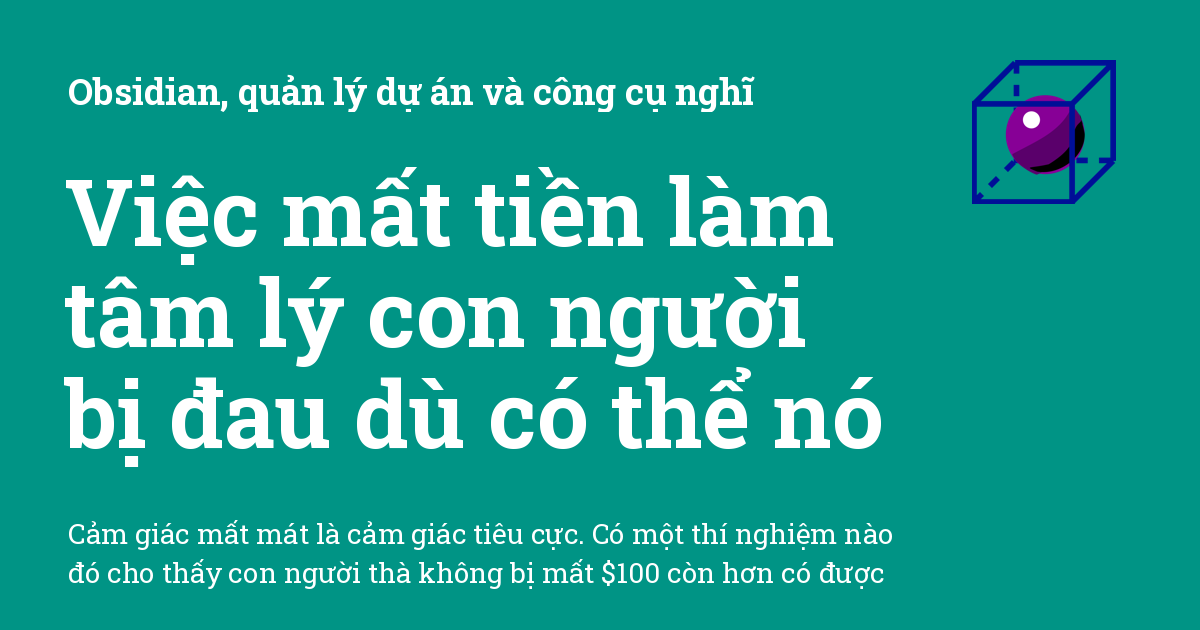 Obsidian, quản lý dự án và công cụ nghĩ
Việc mất tiền làm
tâm lý con người
bị đau dù có thể nó
Cảm giác mất mát là cảm giác tiêu cực. Có một thí nghiệm nào
đó cho thấy con người thà không bị mất $100 còn hơn có được